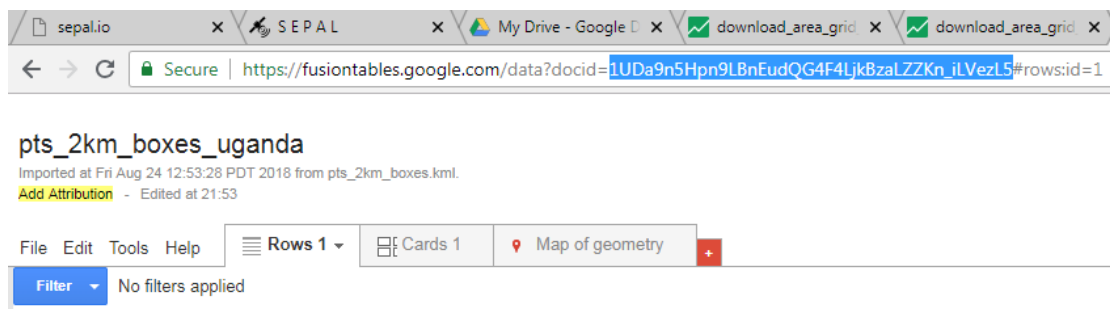 sepal.io S E P A L My Drive - Google D download_area_grid_ download_area_grid_
Secure | https://fusiontables.google.com/data?docid=1UDa9n5Hpn9LBnEudQG4F4LjkBzaLZZKn_iLVezL5#rows:id=1
pts_2km_boxes_uganda
Imported at Fri Aug 24 12:53:28 PDT 2018 from pts_2km_boxes.kml.
Add Attribution - Edited at 21:53
File Edit Tools Help Rows 1 Cards 1 Map of geometry +
Filter No filters applied